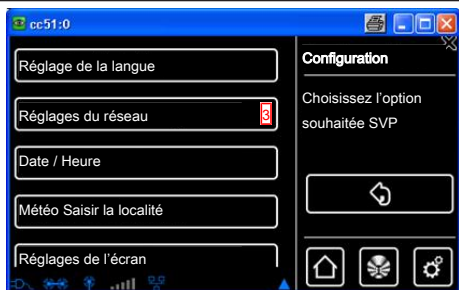 cc51:0
Réglage de la langue
Réglages du réseau
3
Date / Heure
Météo Saisir la localité
Réglages de l'écran
Configuration
Choisissez l'option
souhaitée SVP